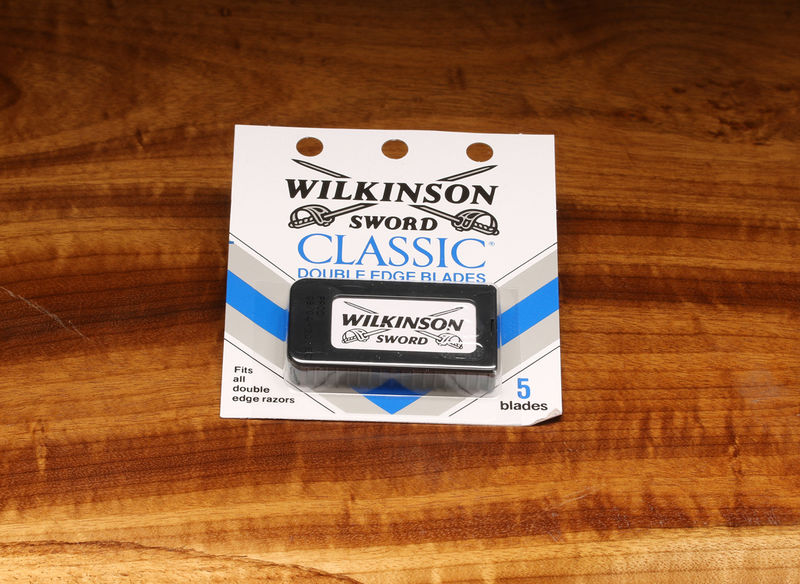 WILKINSON
SWORD
CLASSIC®
DOUBLE EDGE BLADES
WILKINSON
SWORD
Fits
all
double
edge razors
5
blades